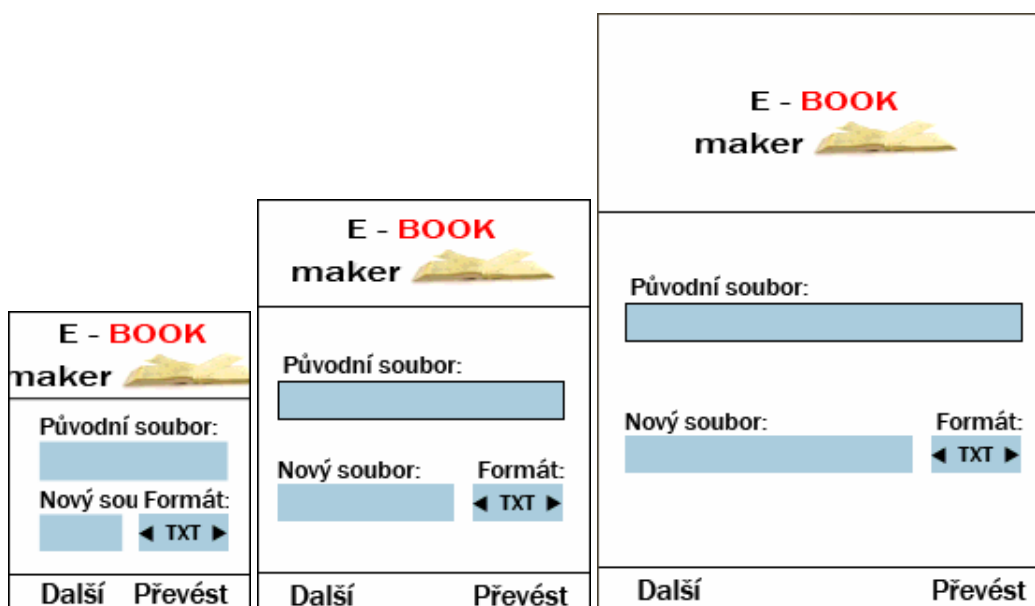 E - BOOK
maker
Původní soubor:
Nový sou Formát:
◄ TXT ►
Další Převést
E - BOOK
maker
Původní soubor:
Nový soubor: Formát:
◄ TXT ►
Další Převést
E - BOOK
maker
Původní soubor:
Nový soubor: Formát:
◄ TXT ►
Další Převést